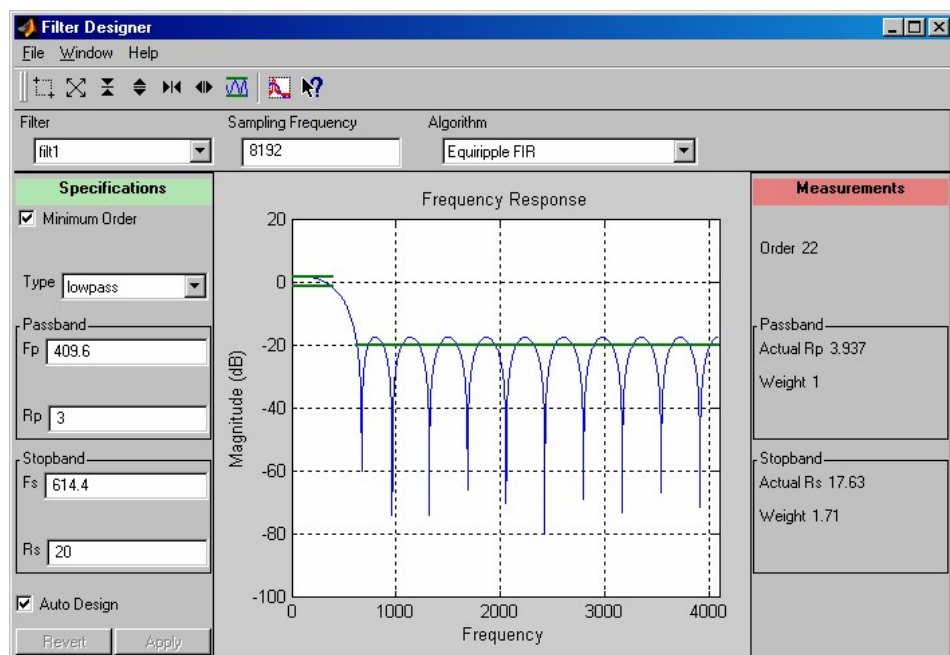 Filter Designer
File Window Help
Filter
Sampling Frequency
Algorithm
filt1
8192
Equiripple FIR
Specifications
Minimum Order
Type lowpass
Passband
Fp 409.6
Rp 3
Stopband
Fs 614.4
Rs 20
Auto Design
Revert Apply
Frequency Response
Magnitude (dB)
20
0
-20
-40
-60
-80
-100
0 1000 2000 3000 4000
Frequency
Measurements
Order 22
Passband
Actual Rp 3.937
Weight 1
Stopband
Actual Rs 17.63
Weight 1.71